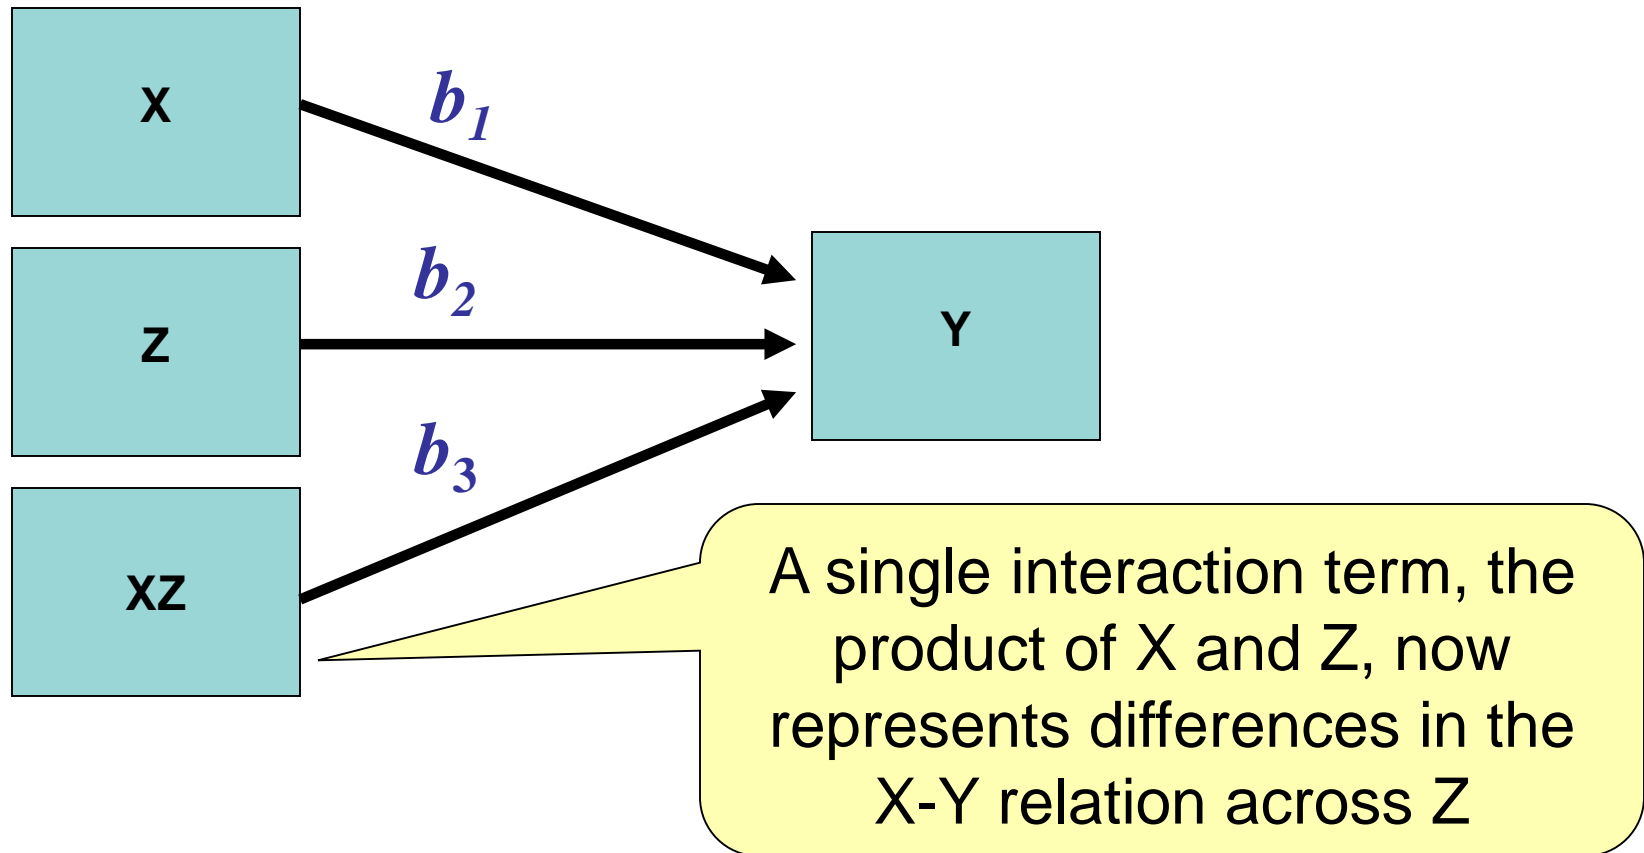 X
b1
Z
b2
Y
XZ
b3
A single interaction term, the
product of X and Z, now
represents differences in the
X-Y relation across Z